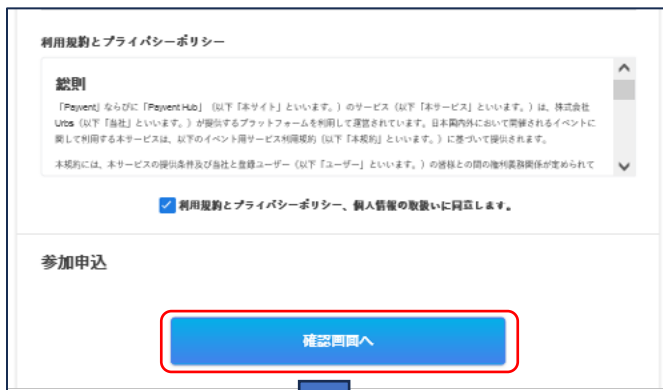 利用規約とプライバシーポリシー
総則
「Payvent」ならびに「Payvent Hub」（以下「本サイト」といいます。）のサービス（以下「本サービス」といいます。）は、株式会社
Urbs（以下「当社」といいます。）が提供するプラットフォームを利用して運営されています。日本国内外において開催されるイベントに
関して利用する本サービスは、以下のイベント用サービス利用規約（以下「本規約」といいます。）に基づいて提供されます。
本規約には、本サービスの提供条件及び当社と登録ユーザー（以下「ユーザー」といいます。）の皆様との間の権利義務関係が定められて
利用規約とプライバシーポリシー、個人情報の取扱いに同意します。
参加申込
確認画面へ